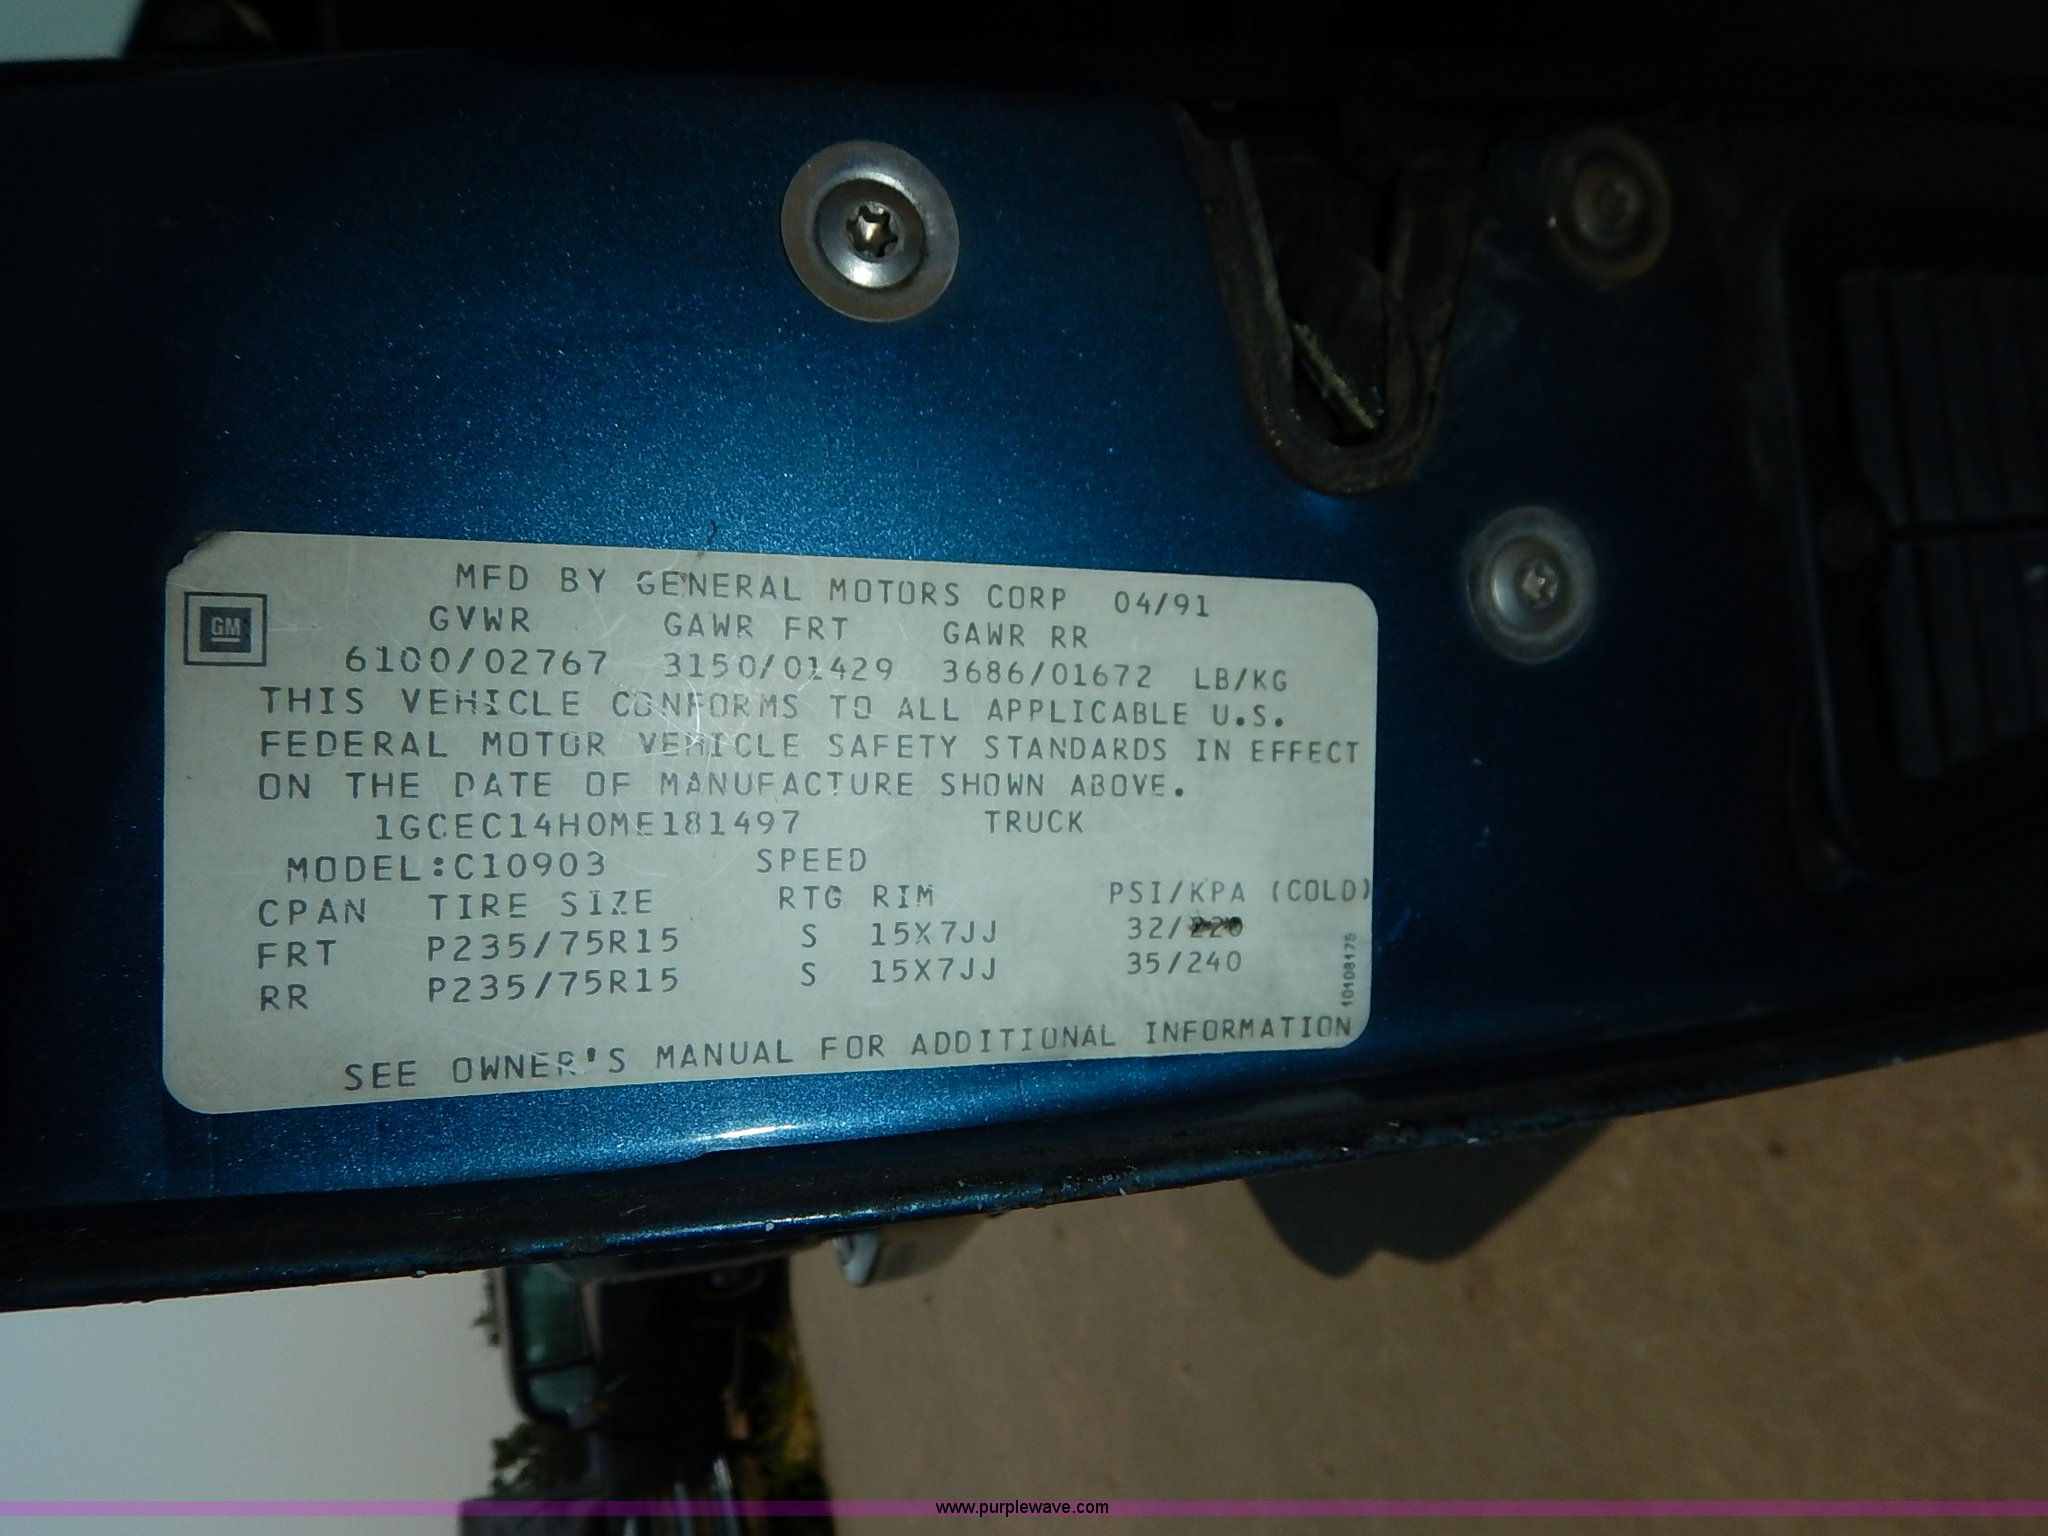 MFD BY GENERAL MOTORS CORP 04/91
GM
GVWR GAWR FRT GAWR RR
6100/02767 3150/01429 3686/01672 LB/KG
THIS VEHICLE CONFORMS TO ALL APPLICABLE U.S.
FEDERAL MOTOR VEHICLE SAFETY STANDARDS IN EFFECT
ON THE DATE OF MANUFACTURE SHOWN ABOVE.
1GCEC14H0ME181497 TRUCK
MODEL:C10903 SPEED
CPAN TIRE SIZE RTG RIM PSI/KPA (COLD)
FRT P235/75R15 S 15X7JJ 32/220
RR P235/75R15 S 15X7JJ 35/240
10108175
SEE OWNER'S MANUAL FOR ADDITIONAL INFORMATION
www.purplewave.com